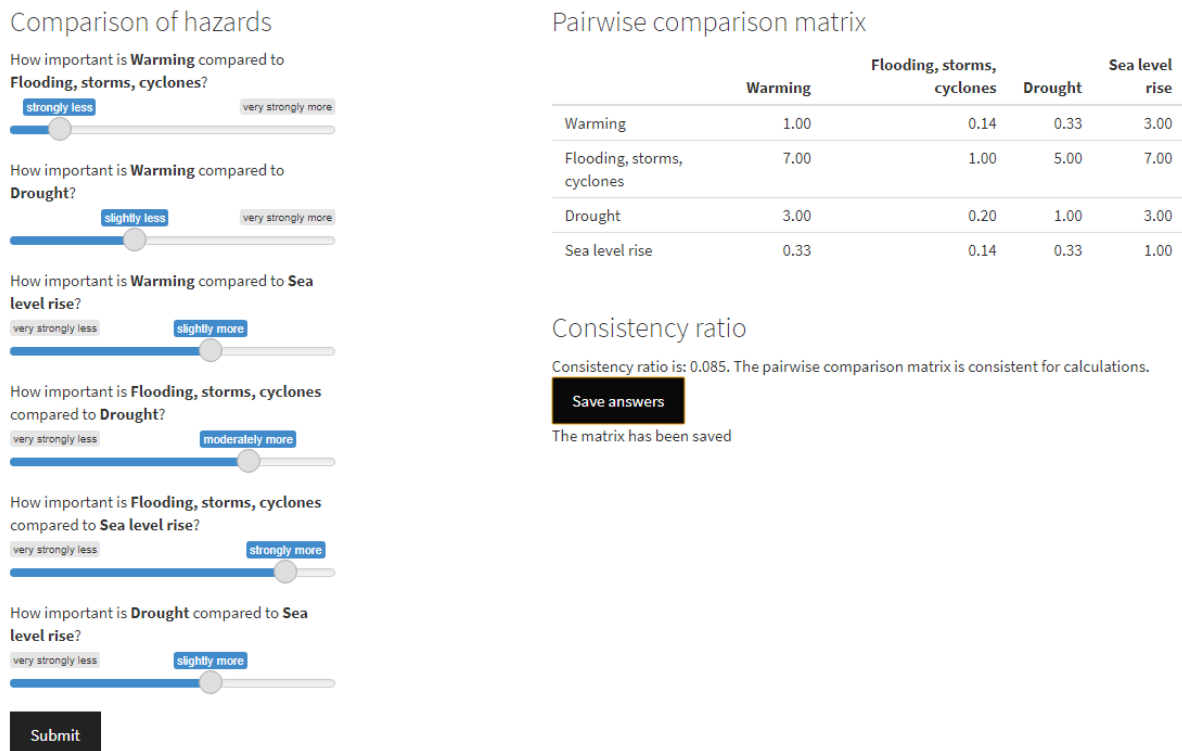 Comparison of hazards
How important is Warming compared to
Flooding, storms, cyclones?
strongly less very strongly more
How important is Warming compared to
Drought?
slightly less very strongly more
How important is Warming compared to Sea
level rise?
very strongly less slightly more
How important is Flooding, storms, cyclones
compared to Drought?
very strongly less moderately more
How important is Flooding, storms, cyclones
compared to Sea level rise?
very strongly less strongly more
How important is Drought compared to Sea
level rise?
very strongly less slightly more
Submit
Pairwise comparison matrix
Flooding, storms, Sea level
Warming cyclones Drought rise
Warming 1.00 0.14 0.33 3.00
Flooding, storms, 7.00 1.00 5.00 7.00
cyclones
Drought 3.00 0.20 1.00 3.00
Sea level rise 0.33 0.14 0.33 1.00
Consistency ratio
Consistency ratio is: 0.085. The pairwise comparison matrix is consistent for calculations.
Save answers
The matrix has been saved